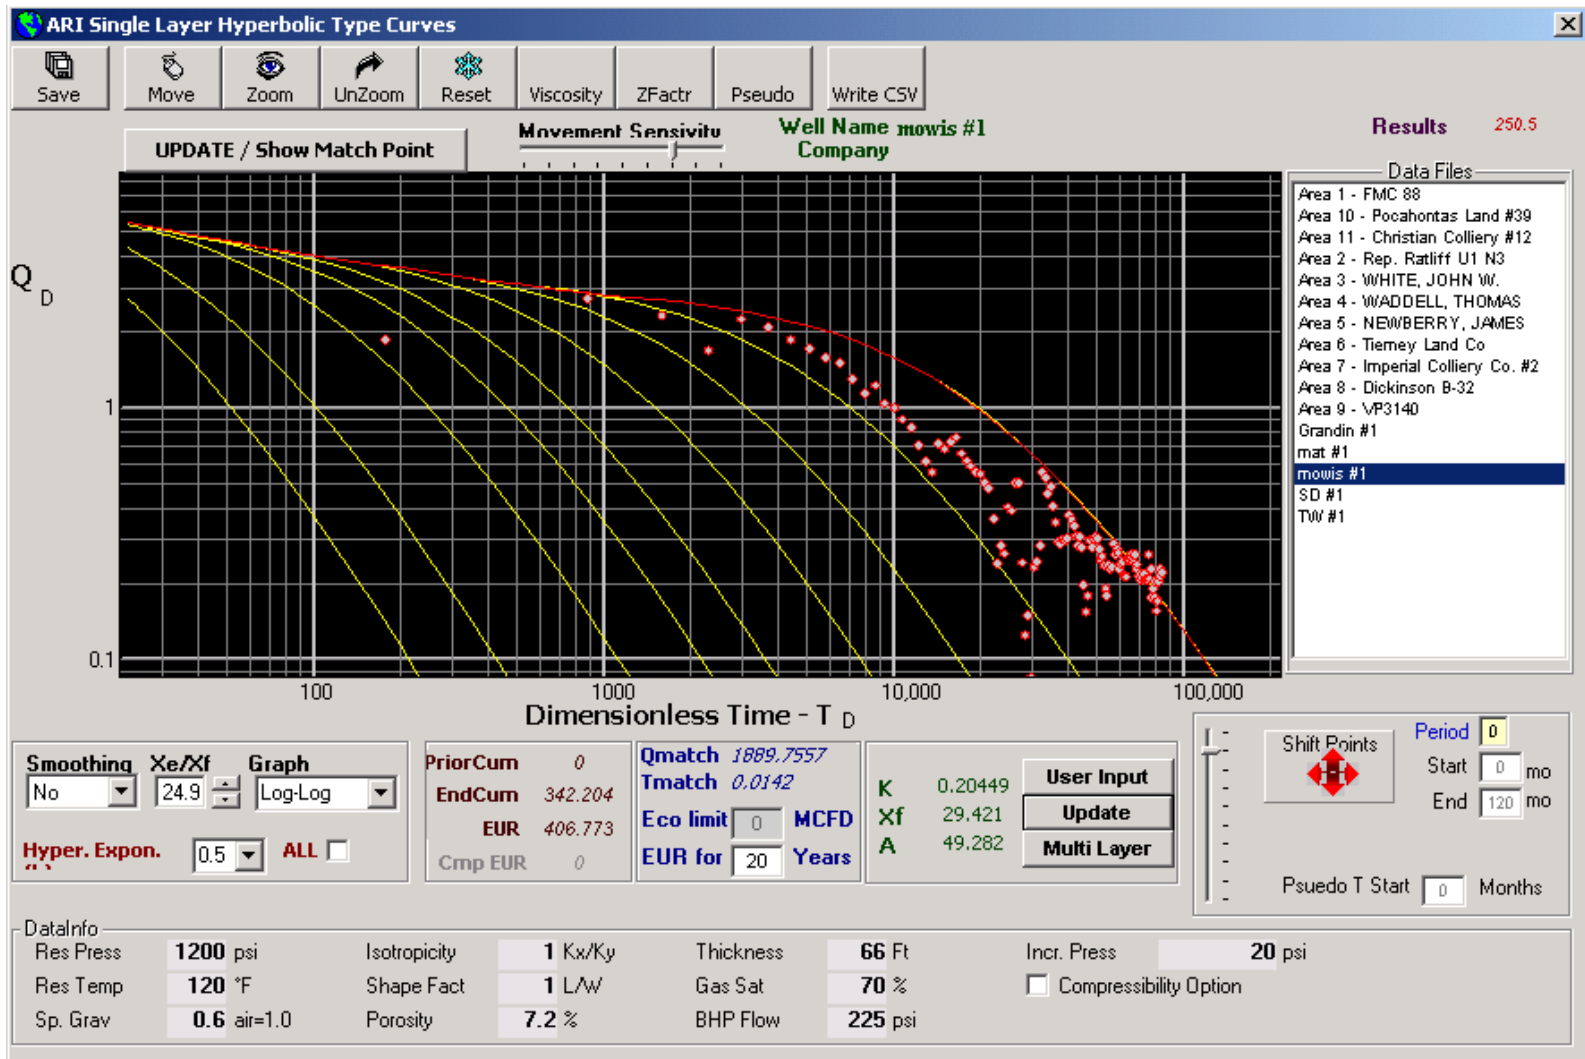 ARI Single Layer Hyperbolic Type Curves
Save Move Zoom UnZoom Reset Viscosity ZFactr Pseudo Write CSV
UPDATE / Show Match Point
Movement Sensivity
Well Name mowis #1
Company
Results 250.5
Data Files
Area 1 - FMC 88
Area 10 - Pocahontas Land #39
Area 11 - Christian Colliery #12
Area 2 - Rep. Ratliff U1 N3
Area 3 - WHITE, JOHN W.
Area 4 - WADDELL, THOMAS
Area 5 - NEWBERRY, JAMES
Area 6 - Tierney Land Co
Area 7 - Imperial Colliery Co. #2
Area 8 - Dickinson B-32
Area 9 - VP3140
Grandin #1
mat #1
mowis #1
SD #1
TW #1
Q D
1
0.1
100 1000 10,000 100,000
Dimensionless Time - T D
Smoothing Xe/Xf Graph
No 24.9 Log-Log
Hyper. Expon. 0.5 ALL
PriorCum 0
EndCum 342.204
EUR 406.773
Cmp EUR 0
Qmatch 1889.7557
Tmatch 0.0142
Eco limit 0 MCFD
EUR for 20 Years
K 0.20449
Xf 29.421
A 49.282
User Input
Update
Multi Layer
Shift Points
Period 0
Start 0 mo
End 120 mo
Psuedo T Start 0 Months
DataInfo
Res Press 1200 psi Isotropicity 1 Kx/Ky Thickness 66 Ft Incr. Press 20 psi
Res Temp 120 °F Shape Fact 1 L/W Gas Sat 70 % Compressibility Option
Sp. Grav 0.6 air=1.0 Porosity 7.2 % BHP Flow 225 psi